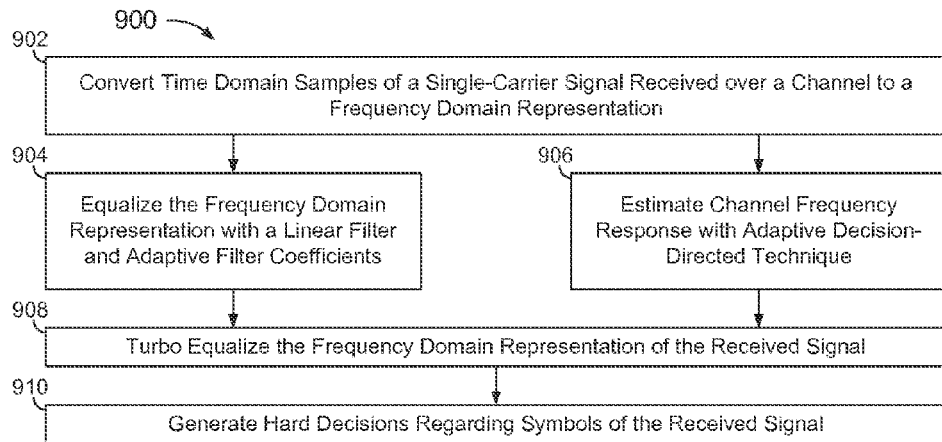 900
902
Convert Time Domain Samples of a Single-Carrier Signal Received over a Channel to a
Frequency Domain Representation
904
Equalize the Frequency Domain
Representation with a Linear Filter
and Adaptive Filter Coefficients
906
Estimate Channel Frequency
Response with Adaptive Decision-
Directed Technique
908
Turbo Equalize the Frequency Domain Representation of the Received Signal
910
Generate Hard Decisions Regarding Symbols of the Received Signal